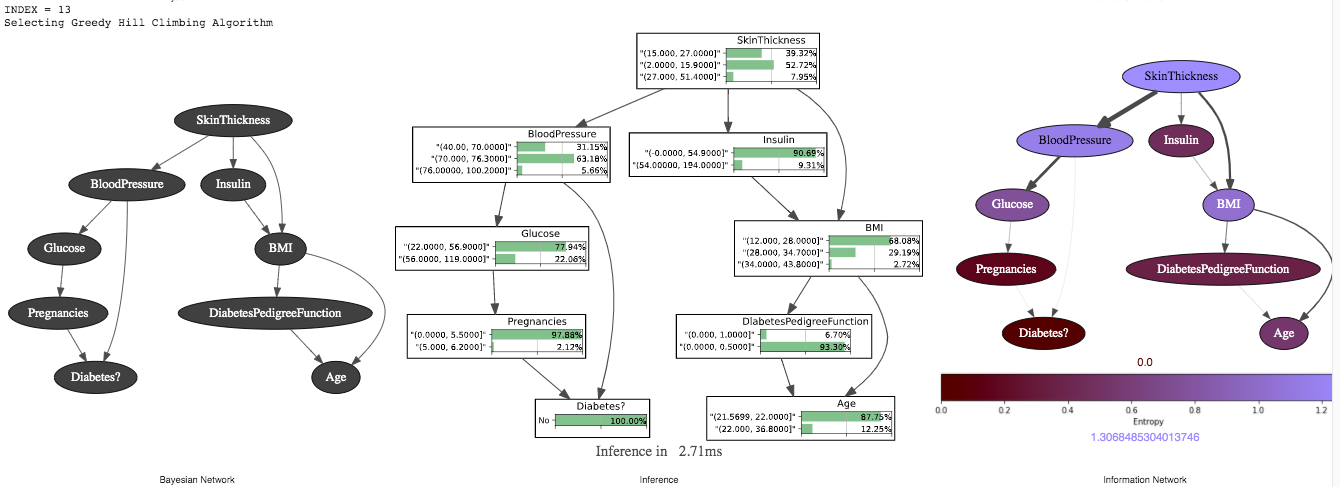 INDEX = 13
Selecting Greedy Hill Climbing Algorithm
SkinThickness
BloodPressure
Insulin
Glucose
BMI
Pregnancies
DiabetesPedigreeFunction
Diabetes?
Age
Bayesian Network
SkinThickness
"(15.000, 27.0000]" 39.32%
"(2.0000, 15.9000]" 52.72%
"(27.000, 51.4000]" 7.95%
BloodPressure
"(40.00, 70.0000]" 31.15%
"(70.000, 76.3000]" 63.18%
"(76.00000, 100.2000]" 5.66%
Insulin
"(-0.0000, 54.9000]" 90.69%
"(54.0000, 194.0000]" 9.31%
Glucose
"(22.0000, 56.9000]" 77.94%
"(56.0000, 119.0000]" 22.06%
BMI
"(12.000, 28.0000]" 68.08%
"(28.000, 34.7000]" 29.19%
"(34.0000, 43.8000]" 2.72%
Pregnancies
"(0.0000, 5.5000]" 97.88%
"(5.000, 6.2000]" 2.12%
DiabetesPedigreeFunction
"(0.000, 1.0000]" 6.70%
"(0.0000, 0.5000]" 93.30%
Diabetes?
No 100.00%
Age
"(21.5699, 22.0000]" 87.75%
"(22.000, 36.8000]" 12.25%
Inference in 2.71ms
Inference
SkinThickness
BloodPressure
Insulin
Glucose
BMI
Pregnancies
DiabetesPedigreeFunction
Diabetes?
Age
0.0
0.0 0.2 0.4 0.6 0.8 1.0 1.2
Entropy
1.3068485304013746
Information Network